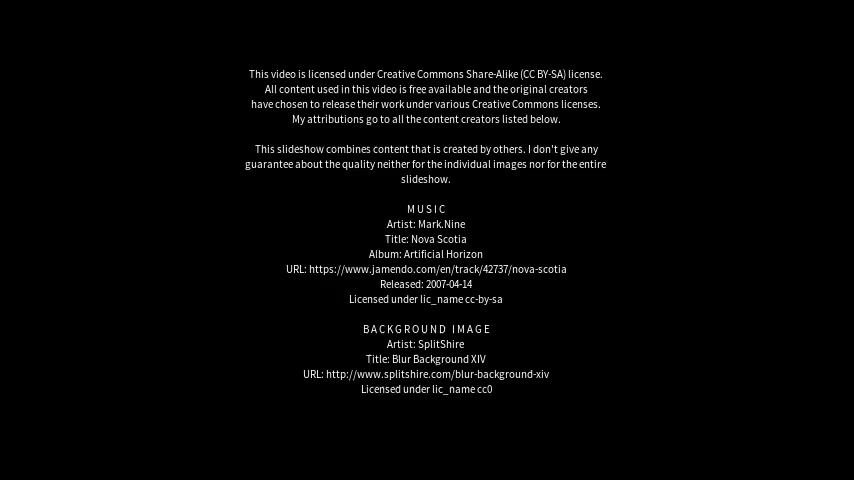 This video is licensed under Creative Commons Share-Alike (CC BY-SA) license.
All content used in this video is free available and the original creators
have chosen to release their work under various Creative Commons licenses.
My attributions go to all the content creators listed below.
This slideshow combines content that is created by others. I don't give any
guarantee about the quality neither for the individual images nor for the entire
slideshow.
MUSIC
Artist: Mark.Nine
Title: Nova Scotia
Album: Artificial Horizon
URL: https://www.jamendo.com/en/track/42737/nova-scotia
Released: 2007-04-14
Licensed under lic_name cc-by-sa
BACKGROUND IMAGE
Artist: SplitShire
Title: Blur Background XIV
URL: http://www.splitshire.com/blur-background-xiv
Licensed under lic_name cc0